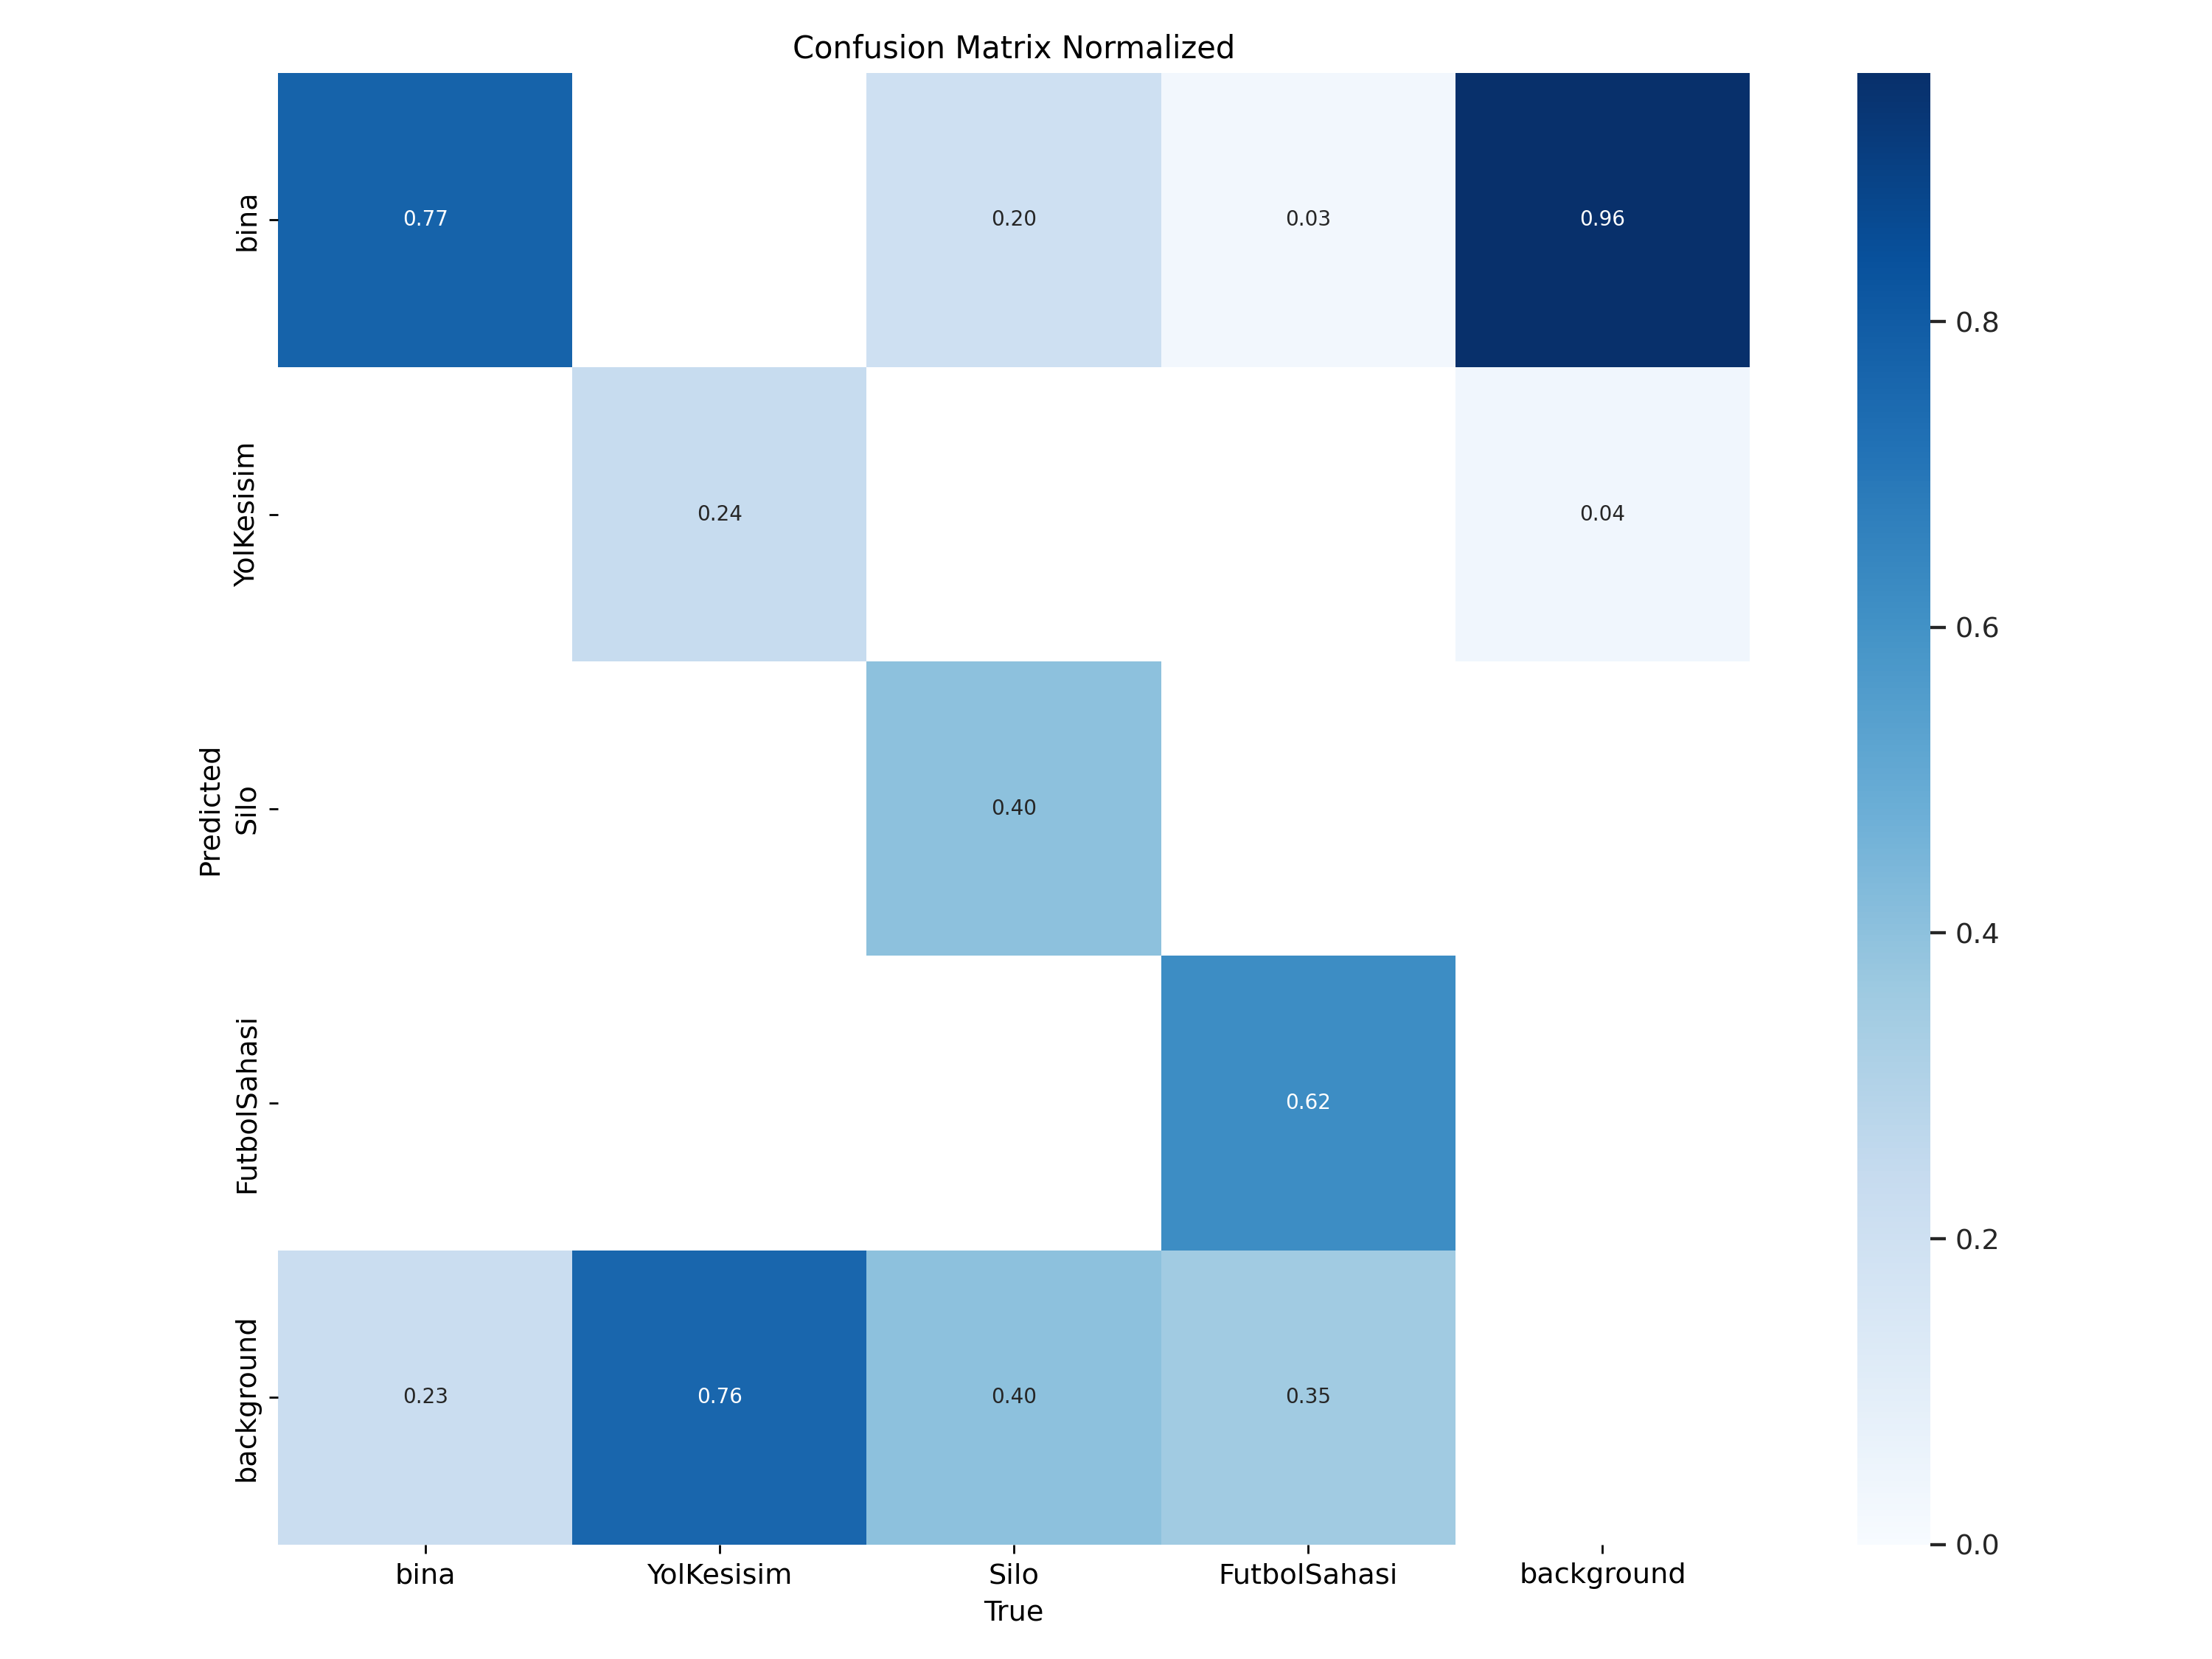 Confusion Matrix Normalized
bina
0.77
0.20
0.03
0.96
YolKesisim
0.24
0.04
Predicted
Silo
0.40
FutbolSahasi
0.62
background
0.23
0.76
0.40
0.35
bina
YolKesisim
Silo
FutbolSahasi
background
True
0.8
0.6
0.4
0.2
0.0